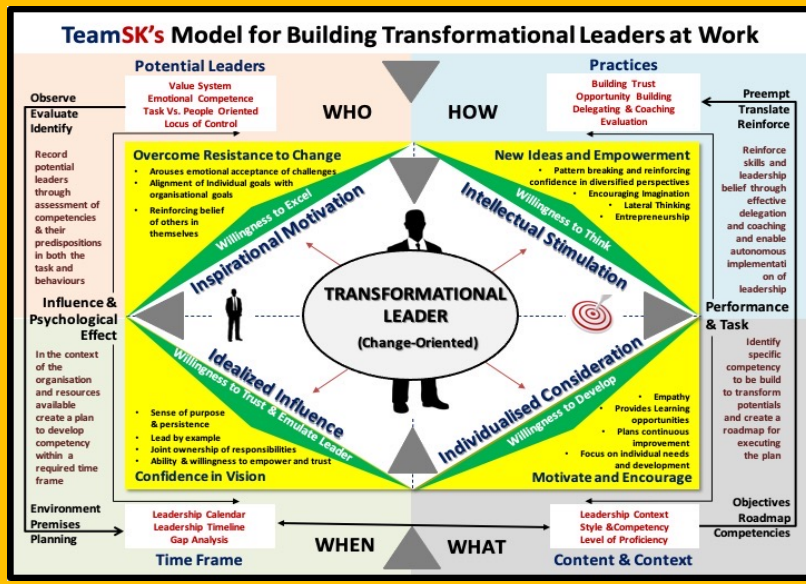 TeamSK's Model for Building Transformational Leaders at Work
Potential Leaders
Value System
Emotional Competence
Task Vs. People Oriented
Locus of Control
WHO
HOW
Practices
Building Trust
Opportunity Building
Delegating & Coaching
Evaluation
Observe
Evaluate
Identify
Preempt
Translate
Reinforce
Record
potential
leaders
through
assessment of
competencies
& their
predispositions
in both the
task and
behaviours
Overcome Resistance to Change
• Arouses emotional acceptance of challenges
• Alignment of Individual goals with
organisational goals
• Reinforcing belief
of others in
themselves
Willingness to Excel
Inspirational Motivation
New Ideas and Empowerment
• Pattern breaking and reinforcing
confidence in diversified perspectives
• Encouraging Imagination
• Lateral Thinking
• Entrepreneurship
Willingness to Think
Intellectual Stimulation
Reinforce
skills and
leadership
belief through
effective
delegation
and coaching
and enable
autonomous
implementati
on of
leadership
Influence &
Psychological
Effect
TRANSFORMATIONAL
LEADER
(Change-Oriented)
Performance
& Task
In the context
of the
organisation
and resources
available
create a plan
to develop
competency
within a
required time
frame
Idealized Influence
Willingness to Trust & Emulate Leader
• Sense of purpose
& persistence
• Lead by example
• Joint ownership of responsibilities
• Ability & willingness to empower and trust
Confidence in Vision
Individualised Consideration
Willingness to Develop
• Empathy
• Provides Learning
opportunities
• Plans continuous
improvement
• Focus on individual needs
and development
Motivate and Encourage
Identify
specific
competency
to be build
to transform
potentials
and create a
roadmap for
executing
the plan
Environment
Premises
Planning
Leadership Calendar
Leadership Timeline
Gap Analysis
Time Frame
WHEN
WHAT
Leadership Context
Style &Competency
Level of Proficiency
Content & Context
Objectives
Roadmap
Competencies